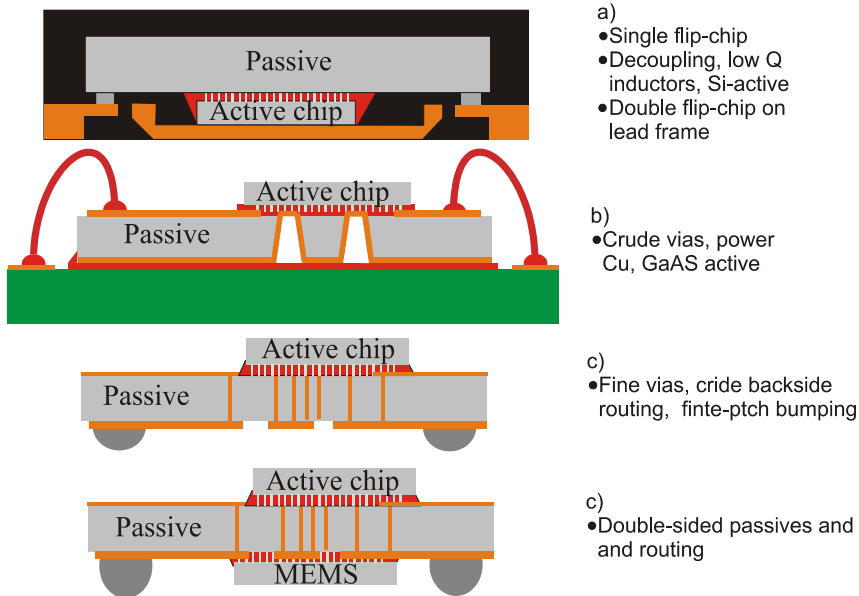 a)
●Single flip-chip
●Decoupling, low Q
inductors, Si-active
●Double flip-chip on
lead frame
Passive
Active chip
b)
●Crude vias, power
Cu, GaAS active
Active chip
Passive
c)
●Fine vias, cride backside
routing, finte-ptch bumping
Active chip
Passive
c)
●Double-sided passives and
and routing
Active chip
Passive
MEMS